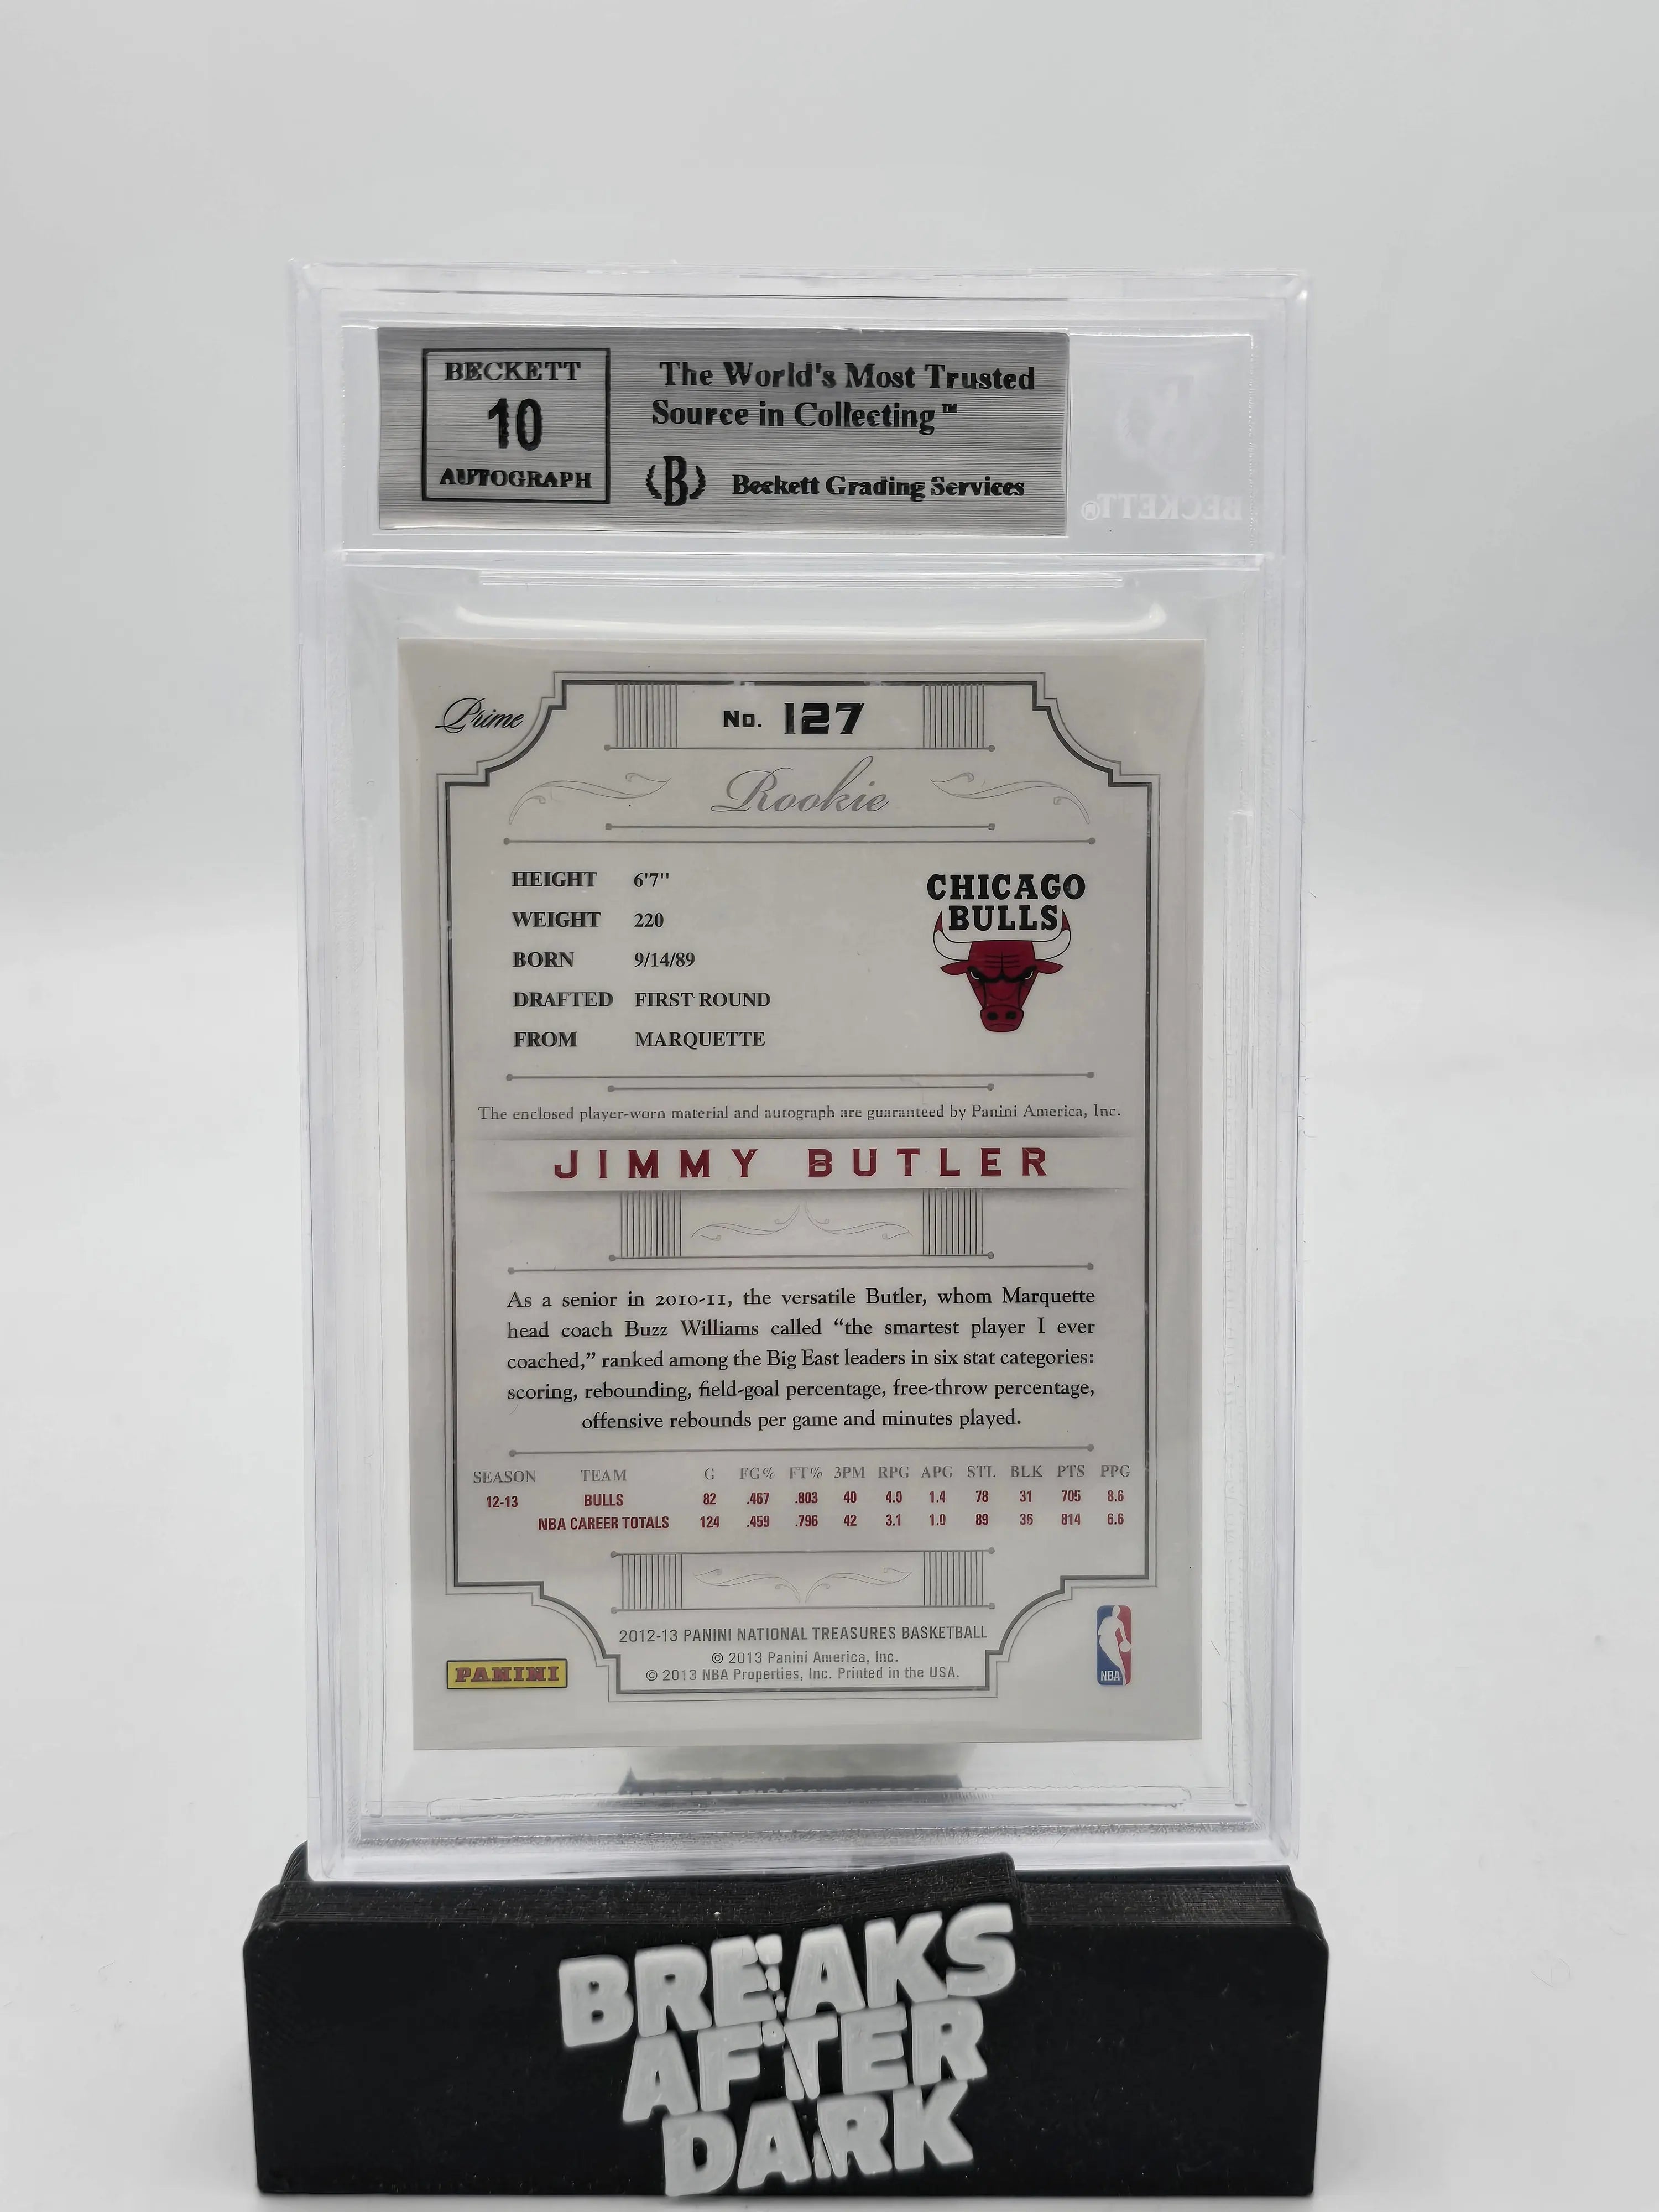 BECKETT
10
AUTOGRAPH
The World's Most Trusted
Source in Collecting™
B Beckett Grading Services
BECKETT®
Prime
No. 127
Rookie
HEIGHT 6'7"
WEIGHT 220
BORN 9/14/89
DRAFTED FIRST ROUND
FROM MARQUETTE
CHICAGO
BULLS
The enclosed player-worn material and autograph are guaranteed by Panini America, Inc.
JIMMY BUTLER
As a senior in 2010-11, the versatile Butler, whom Marquette
head coach Buzz Williams called “the smartest player I ever
coached,” ranked among the Big East leaders in six stat categories:
scoring, rebounding, field-goal percentage, free-throw percentage,
offensive rebounds per game and minutes played.
SEASON TEAM G FG% FT% 3PM RPG APG STL BLK PTS PPG
12-13 BULLS 82 .467 .803 40 4.0 1.4 78 31 705 8.6
NBA CAREER TOTALS 124 .459 .796 42 3.1 1.0 89 36 814 6.6
2012-13 PANINI NATIONAL TREASURES BASKETBALL
© 2013 Panini America, Inc.
© 2013 NBA Properties, Inc. Printed in the USA.
PANINI
NBA
BREAKS
AFTER
DARK